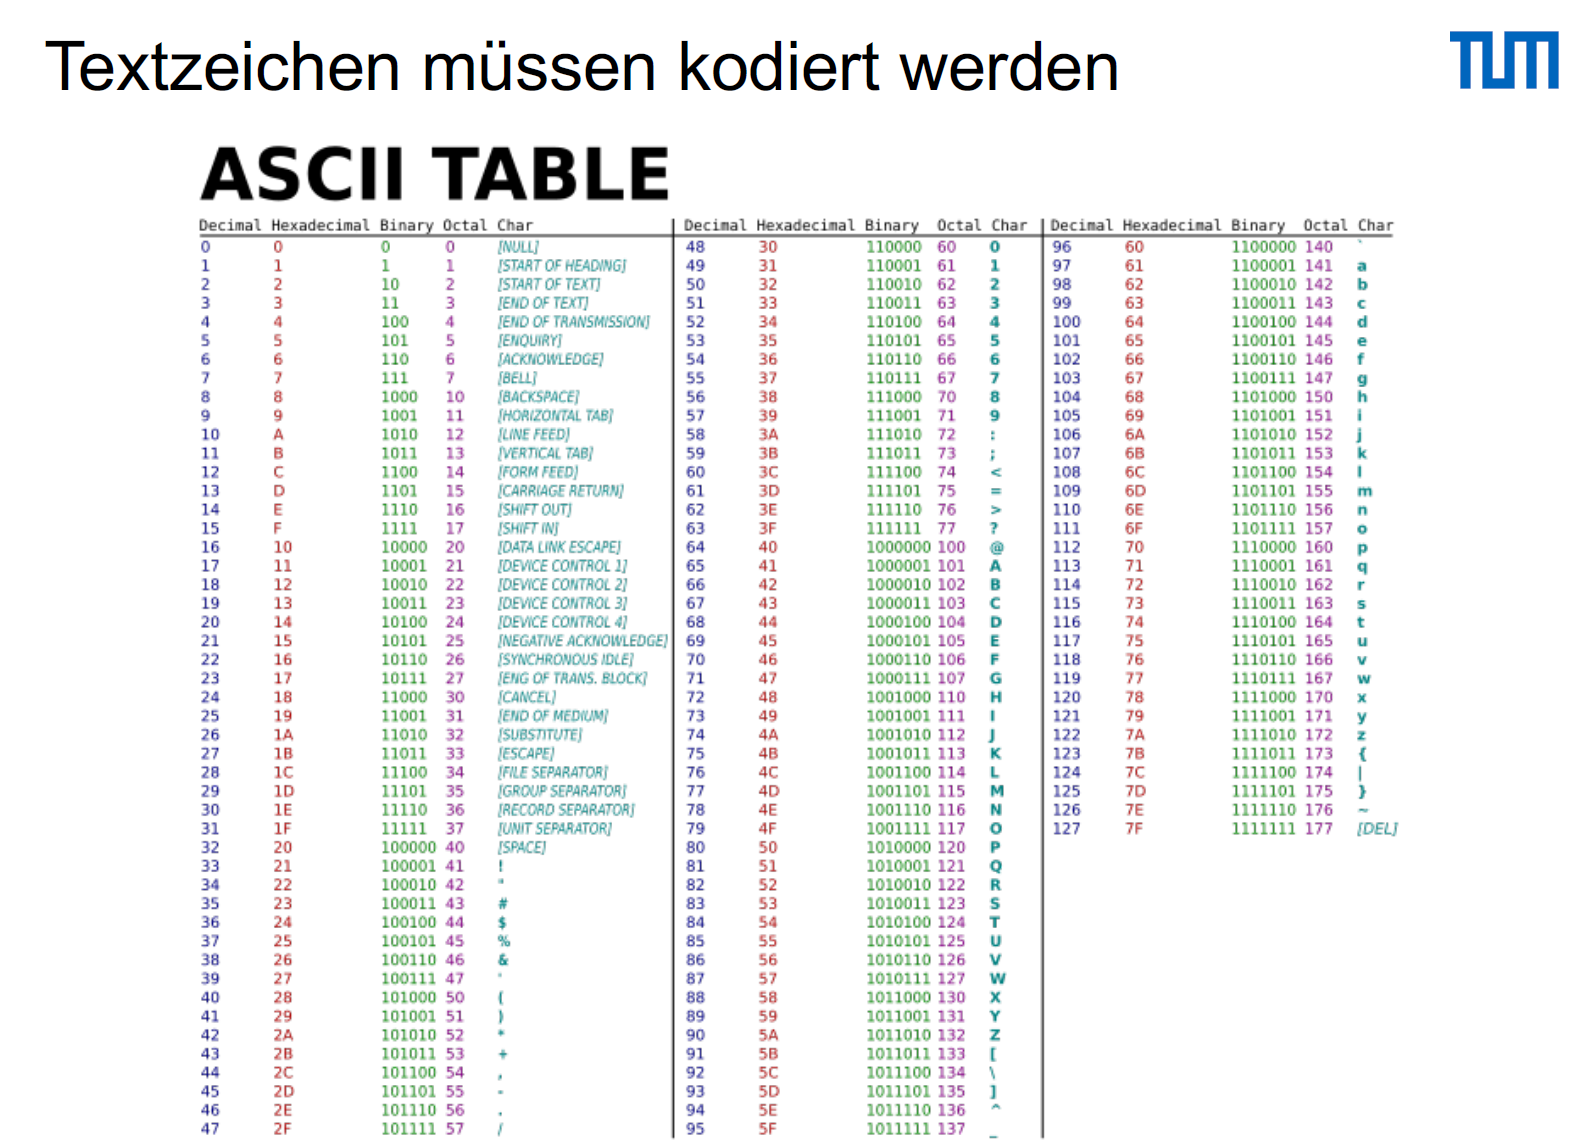 Textzeichen müssen kodiert werden
TUM
ASCII TABLE
Decimal Hexadecimal Binary Octal Char
0 0 0 0 [NULL]
1 1 1 1 [START OF HEADING]
2 2 10 2 [START OF TEXT]
3 3 11 3 [END OF TEXT]
4 4 100 4 [END OF TRANSMISSION]
5 5 101 5 [ENQUIRY]
6 6 110 6 [ACKNOWLEDGE]
7 7 111 7 [BELL]
8 8 1000 10 [BACKSPACE]
9 9 1001 11 [HORIZONTAL TAB]
10 A 1010 12 [LINE FEED]
11 B 1011 13 [VERTICAL TAB]
12 C 1100 14 [FORM FEED]
13 D 1101 15 [CARRIAGE RETURN]
14 E 1110 16 [SHIFT OUT]
15 F 1111 17 [SHIFT IN]
16 10 10000 20 [DATA LINK ESCAPE]
17 11 10001 21 [DEVICE CONTROL 1]
18 12 10010 22 [DEVICE CONTROL 2]
19 13 10011 23 [DEVICE CONTROL 3]
20 14 10100 24 [DEVICE CONTROL 4]
21 15 10101 25 [NEGATIVE ACKNOWLEDGE]
22 16 10110 26 [SYNCHRONOUS IDLE]
23 17 10111 27 [ENG OF TRANS. BLOCK]
24 18 11000 30 [CANCEL]
25 19 11001 31 [END OF MEDIUM]
26 1A 11010 32 [SUBSTITUTE]
27 1B 11011 33 [ESCAPE]
28 1C 11100 34 [FILE SEPARATOR]
29 1D 11101 35 [GROUP SEPARATOR]
30 1E 11110 36 [RECORD SEPARATOR]
31 1F 11111 37 [UNIT SEPARATOR]
32 20 100000 40 [SPACE]
33 21 100001 41 !
34 22 100010 42 "
35 23 100011 43 #
36 24 100100 44 $
37 25 100101 45 %
38 26 100110 46 &
39 27 100111 47 '
40 28 101000 50 (
41 29 101001 51 )
42 2A 101010 52 *
43 2B 101011 53 +
44 2C 101100 54 ,
45 2D 101101 55 -
46 2E 101110 56 .
47 2F 101111 57 /
Decimal Hexadecimal Binary Octal Char
48 30 110000 60 0
49 31 110001 61 1
50 32 110010 62 2
51 33 110011 63 3
52 34 110100 64 4
53 35 110101 65 5
54 36 110110 66 6
55 37 110111 67 7
56 38 111000 70 8
57 39 111001 71 9
58 3A 111010 72 :
59 3B 111011 73 ;
60 3C 111100 74 <
61 3D 111101 75 =
62 3E 111110 76 >
63 3F 111111 77 ?
64 40 1000000 100 @
65 41 1000001 101 A
66 42 1000010 102 B
67 43 1000011 103 C
68 44 1000100 104 D
69 45 1000101 105 E
70 46 1000110 106 F
71 47 1000111 107 G
72 48 1001000 110 H
73 49 1001001 111 I
74 4A 1001010 112 J
75 4B 1001011 113 K
76 4C 1001100 114 L
77 4D 1001101 115 M
78 4E 1001110 116 N
79 4F 1001111 117 O
80 50 1010000 120 P
81 51 1010001 121 Q
82 52 1010010 122 R
83 53 1010011 123 S
84 54 1010100 124 T
85 55 1010101 125 U
86 56 1010110 126 V
87 57 1010111 127 W
88 58 1011000 130 X
89 59 1011001 131 Y
90 5A 1011010 132 Z
91 5B 1011011 133 [
92 5C 1011100 134 \
93 5D 1011101 135 ]
94 5E 1011110 136 ^
95 5F 1011111 137 _
Decimal Hexadecimal Binary Octal Char
96 60 1100000 140 `
97 61 1100001 141 a
98 62 1100010 142 b
99 63 1100011 143 c
100 64 1100100 144 d
101 65 1100101 145 e
102 66 1100110 146 f
103 67 1100111 147 g
104 68 1101000 150 h
105 69 1101001 151 i
106 6A 1101010 152 j
107 6B 1101011 153 k
108 6C 1101100 154 l
109 6D 1101101 155 m
110 6E 1101110 156 n
111 6F 1101111 157 o
112 70 1110000 160 p
113 71 1110001 161 q
114 72 1110010 162 r
115 73 1110011 163 s
116 74 1110100 164 t
117 75 1110101 165 u
118 76 1110110 166 v
119 77 1110111 167 w
120 78 1111000 170 x
121 79 1111001 171 y
122 7A 1111010 172 z
123 7B 1111011 173 {
124 7C 1111100 174 |
125 7D 1111101 175 }
126 7E 1111110 176 ~
127 7F 1111111 177 [DEL]